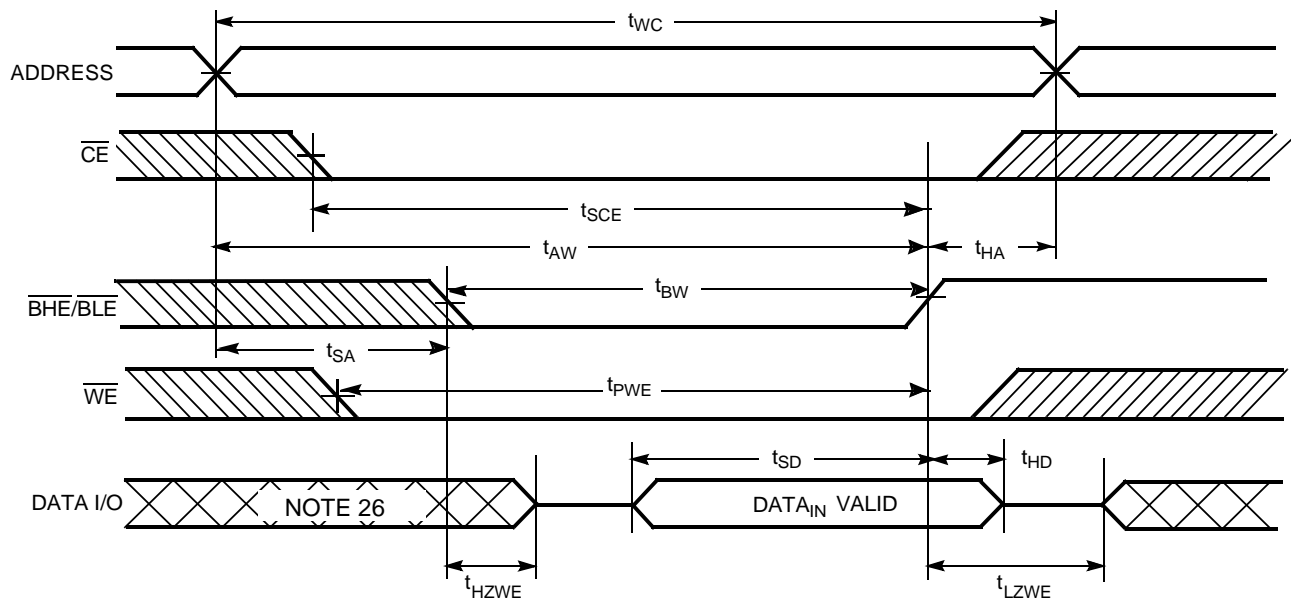 tWC
ADDRESS
CE
tSCE
tAW
tHA
BHE/BLE
tBW
tSA
WE
tPWE
tSD
tHD
DATA I/O
NOTE 26
DATAIN VALID
tHZWE
tLZWE